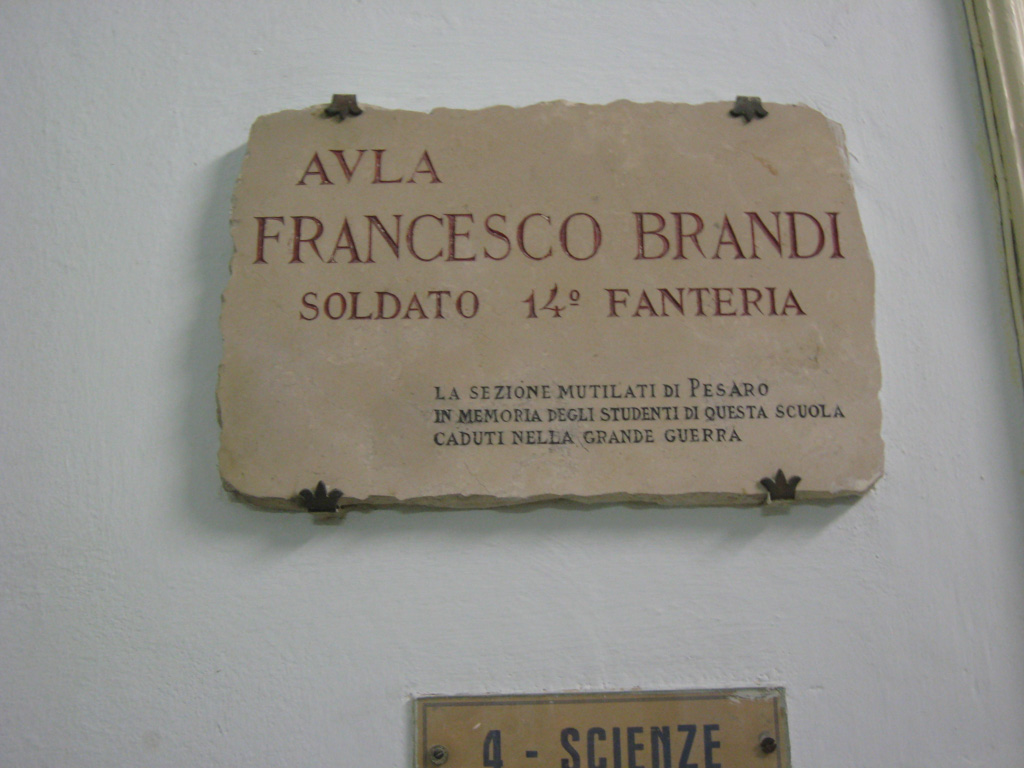 AVLA
FRANCESCO BRANDI
SOLDATO 14º FANTERIA
LA SEZIONE MUTILATI DI PESARO
IN MEMORIA DEGLI STUDENTI DI QUESTA SCUOLA
CADUTI NELLA GRANDE GUERRA
4 - SCIENZE